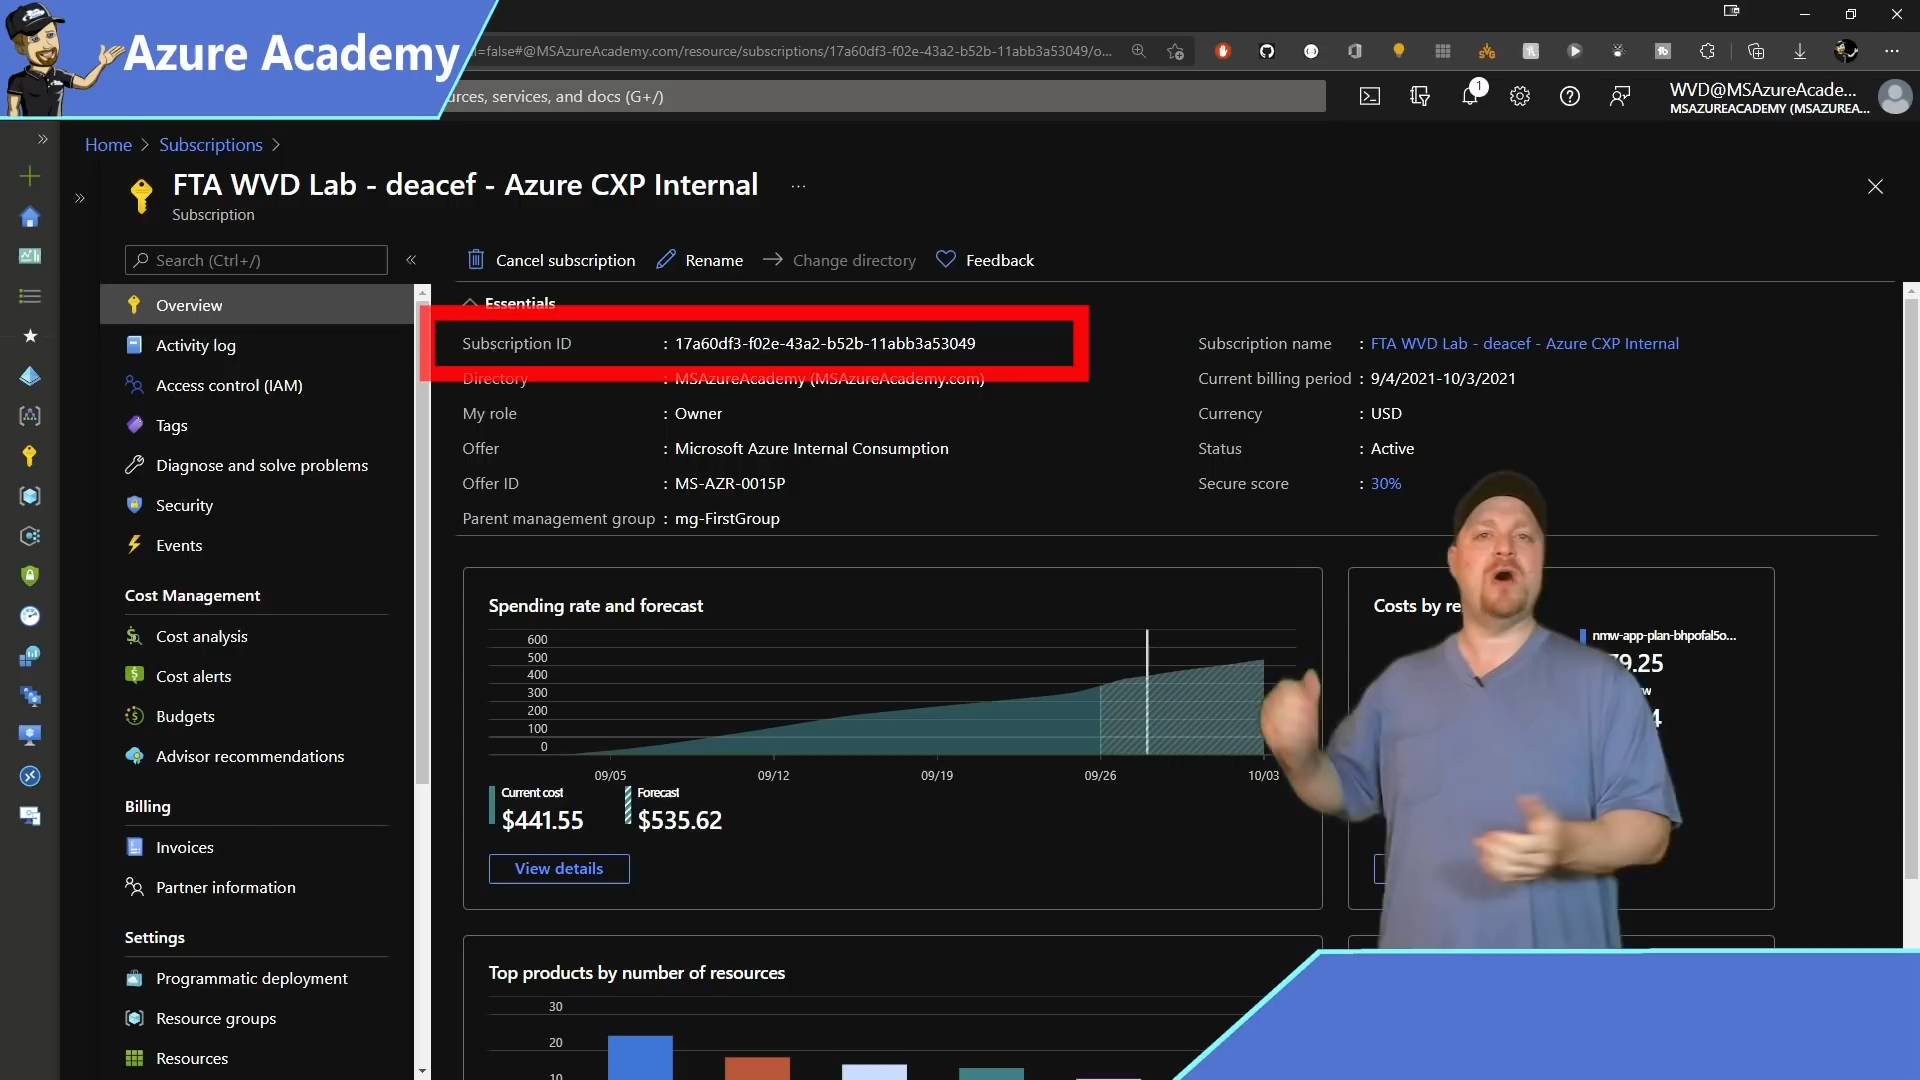 Azure Academy
=false#@MSAzureAcademy.com/resource/subscriptions/17a60df3-f02e-43a2-b52b-11abb3a53049/o...
urces, services, and docs (G+/)
1
WVD@MSAzureAcade...
MSAZUREACADEMY (MSAZUREA...
Home > Subscriptions >
FTA WVD Lab - deacef - Azure CXP Internal ...
Subscription
Search (Ctrl+/)
Cancel subscription
Rename
Change directory
Feedback
Essentials
Subscription ID : 17a60df3-f02e-43a2-b52b-11abb3a53049
Directory : MSAzureAcademy (MSAzureAcademy.com)
My role : Owner
Offer : Microsoft Azure Internal Consumption
Offer ID : MS-AZR-0015P
Parent management group : mg-FirstGroup
Subscription name : FTA WVD Lab - deacef - Azure CXP Internal
Current billing period : 9/4/2021-10/3/2021
Currency : USD
Status : Active
Secure score : 30%
Overview
Activity log
Access control (IAM)
Tags
Diagnose and solve problems
Security
Events
Cost Management
Cost analysis
Cost alerts
Budgets
Advisor recommendations
Billing
Invoices
Partner information
Settings
Programmatic deployment
Resource groups
Resources
Spending rate and forecast
600
500
400
300
200
100
0
09/05
09/12
09/19
09/26
10/03
Current cost
$441.55
Forecast
$535.62
View details
Costs by re
nmw-app-plan-bhpofal5o...
79.25
w
4
Top products by number of resources
30
20
10